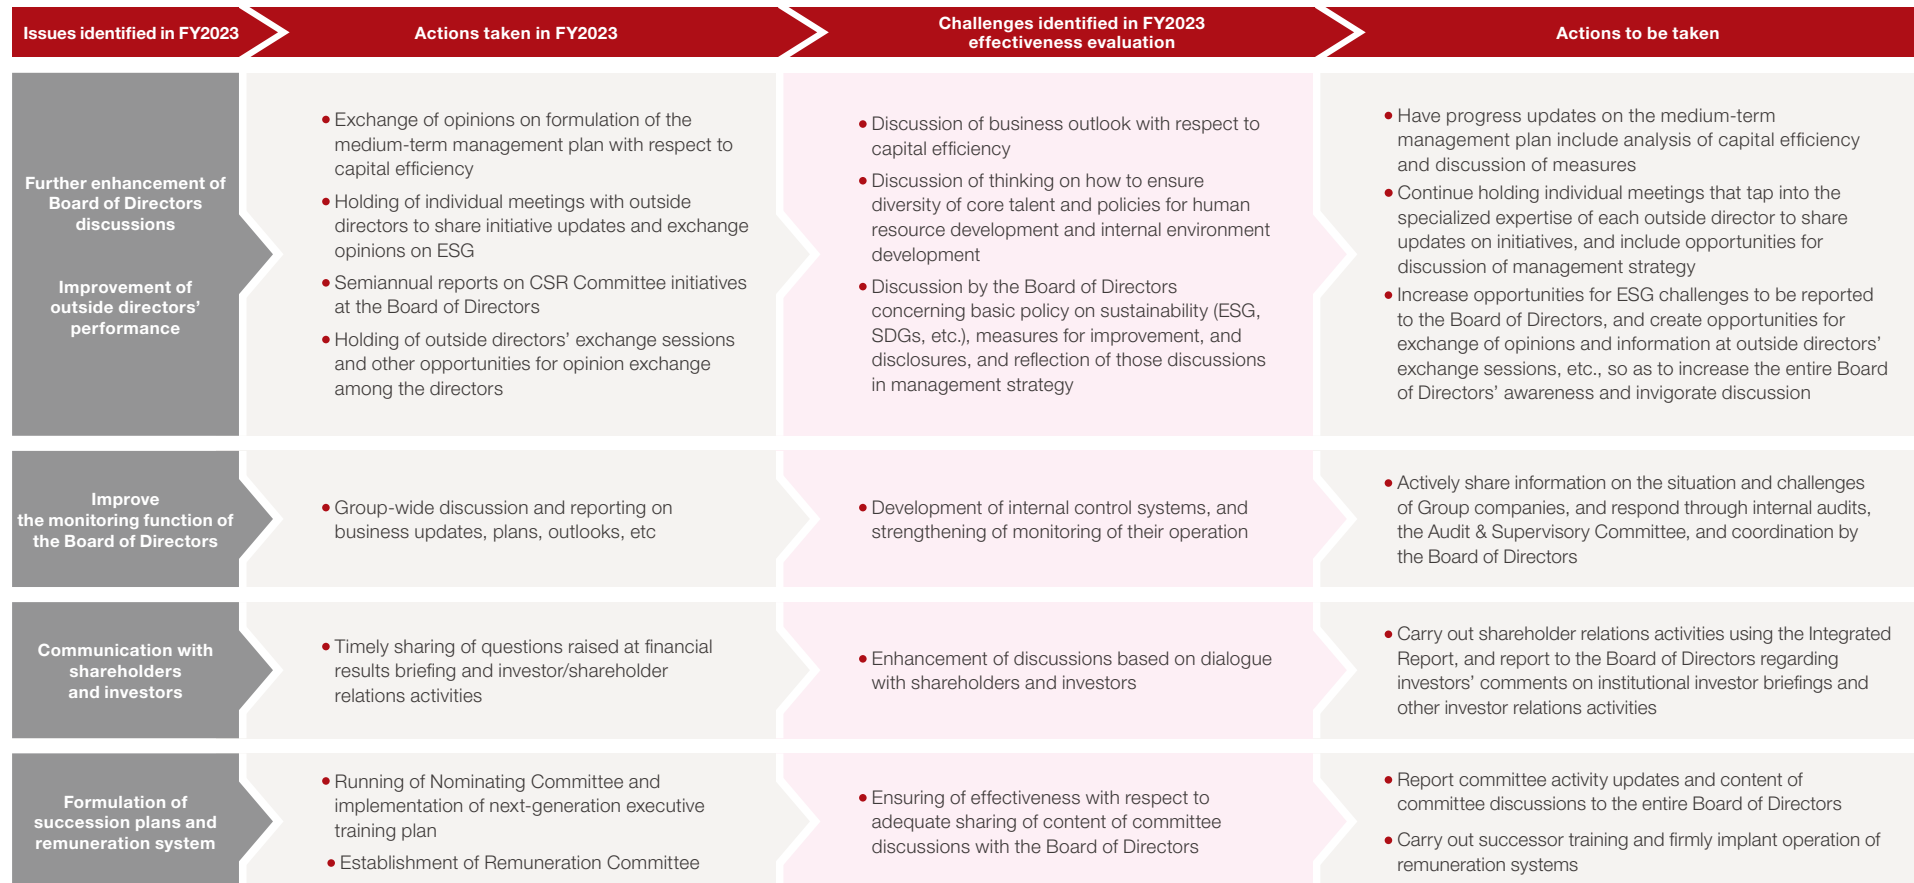 Issues identified in FY2023
Actions taken in FY2023
Challenges identified in FY2023
effectiveness evaluation
Actions to be taken
Further enhancement of
Board of Directors
discussions
Improvement of
outside directors’
performance
• Exchange of opinions on formulation of the
medium-term management plan with respect to
capital efficiency
• Holding of individual meetings with outside
directors to share initiative updates and exchange
opinions on ESG
• Semiannual reports on CSR Committee initiatives
at the Board of Directors
• Holding of outside directors’ exchange sessions
and other opportunities for opinion exchange
among the directors
• Discussion of business outlook with respect to
capital efficiency
• Discussion of thinking on how to ensure
diversity of core talent and policies for human
resource development and internal environment
development
• Discussion by the Board of Directors
concerning basic policy on sustainability (ESG,
SDGs, etc.), measures for improvement, and
disclosures, and reflection of those discussions
in management strategy
• Have progress updates on the medium-term
management plan include analysis of capital efficiency
and discussion of measures
• Continue holding individual meetings that tap into the
specialized expertise of each outside director to share
updates on initiatives, and include opportunities for
discussion of management strategy
• Increase opportunities for ESG challenges to be reported
to the Board of Directors, and create opportunities for
exchange of opinions and information at outside directors’
exchange sessions, etc., so as to increase the entire Board
of Directors’ awareness and invigorate discussion
Improve
the monitoring function of
the Board of Directors
• Group-wide discussion and reporting on
business updates, plans, outlooks, etc
• Development of internal control systems, and
strengthening of monitoring of their operation
• Actively share information on the situation and challenges
of Group companies, and respond through internal audits,
the Audit & Supervisory Committee, and coordination by
the Board of Directors
Communication with
shareholders
and investors
• Timely sharing of questions raised at financial
results briefing and investor/shareholder
relations activities
• Enhancement of discussions based on dialogue
with shareholders and investors
• Carry out shareholder relations activities using the Integrated
Report, and report to the Board of Directors regarding
investors’ comments on institutional investor briefings and
other investor relations activities
Formulation of
succession plans and
remuneration system
• Running of Nominating Committee and
implementation of next-generation executive
training plan
• Establishment of Remuneration Committee
• Ensuring of effectiveness with respect to
adequate sharing of content of committee
discussions with the Board of Directors
• Report committee activity updates and content of
committee discussions to the entire Board of Directors
• Carry out successor training and firmly implant operation of
remuneration systems